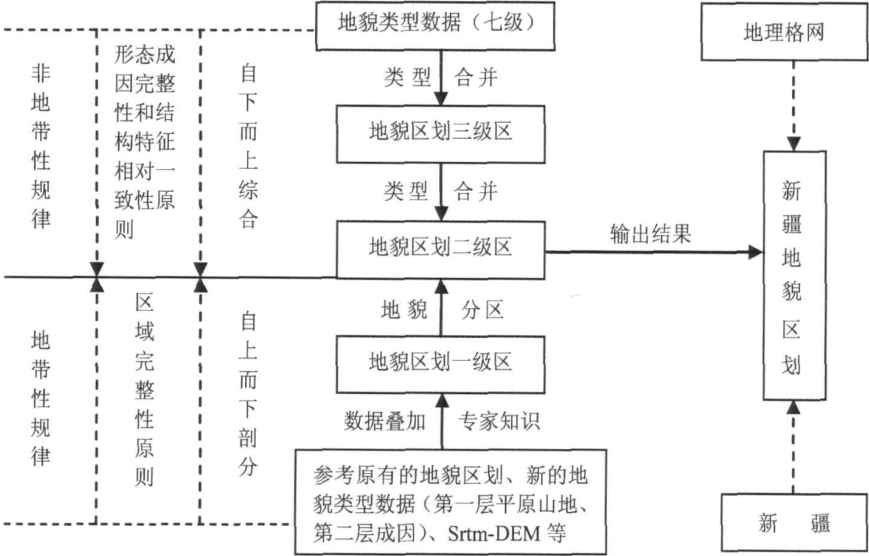 地貌类型数据（七级）
地理格网
非地带性规律
形态成
因完整
性和结
构特征
相对一
致性原
则
自下而上综合
类型 合并
地貌区划三级区
类型 合并
地貌区划二级区
输出结果
新疆地貌区划
地貌 分区
地带性规律
区域完整性原则
自上而下剖分
地貌区划一级区
数据叠加 专家知识
参考原有的地貌区划、新的地
貌类型数据（第一层平原山地、
第二层成因）、Srtm-DEM 等
新 疆